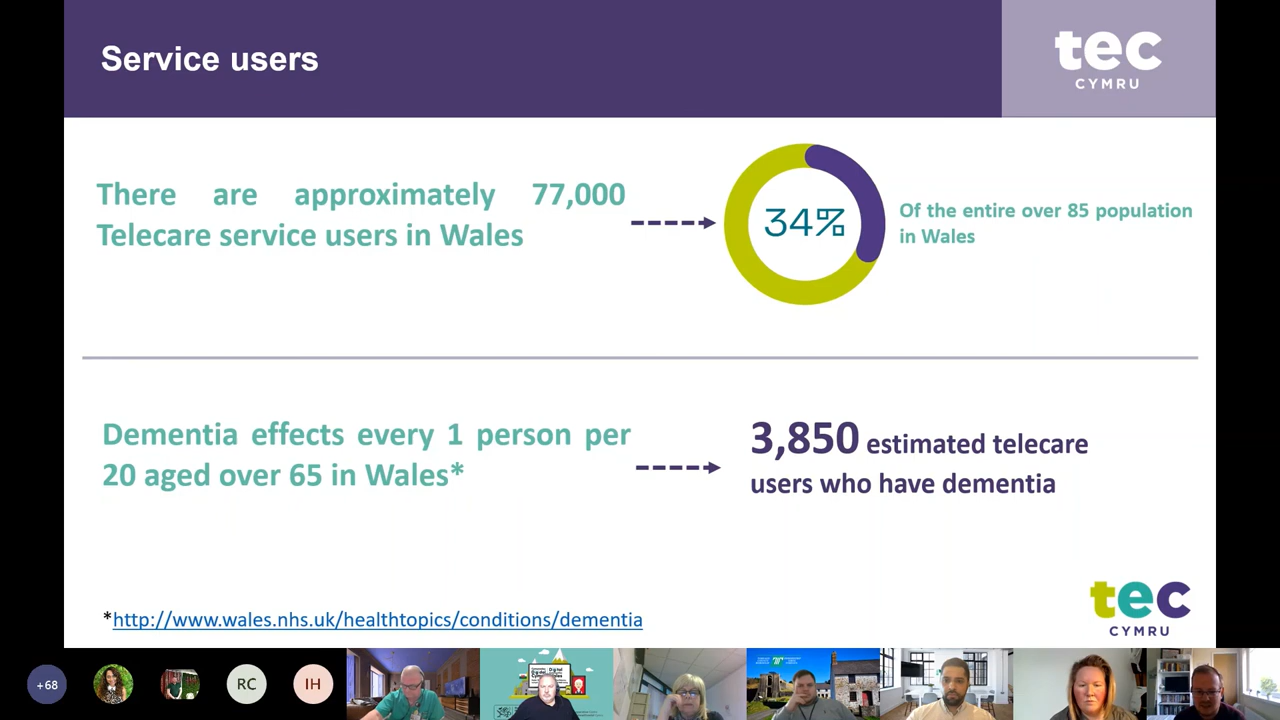 Service users
tec
CYMRU
There are approximately 77,000
Telecare service users in Wales
34%
Of the entire over 85 population
in Wales
Dementia effects every 1 person per
20 aged over 65 in Wales*
3,850 estimated telecare
users who have dementia
*http://www.wales.nhs.uk/healthtopics/conditions/dementia
tec
CYMRU
+68
RC
IH